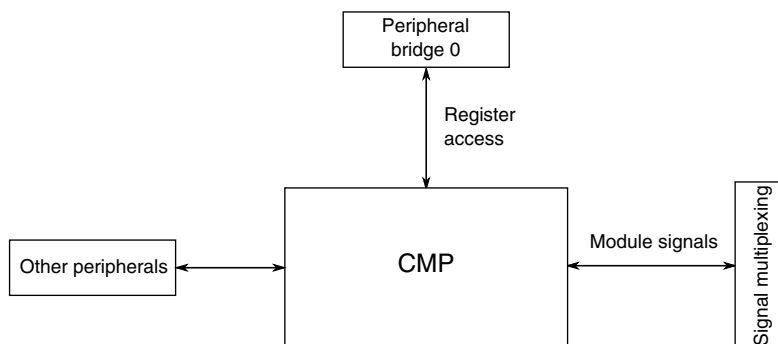 Peripheral
bridge 0
Register
access
Signal multiplexing
Module signals
CMP
Other peripherals